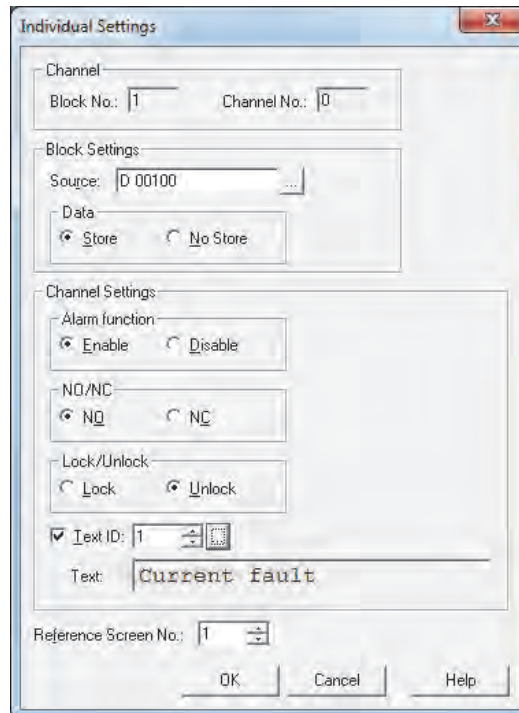 Individual Settings
Channel
Block No.: 1 Channel No.: 0
Block Settings
Source: D 00100 ...
Data
Store No Store
Channel Settings
Alarm function
Enable Disable
NO/NC
NO NC
Lock/Unlock
Lock Unlock
Text ID: 1
Text: Current fault
Reference Screen No.: 1
OK Cancel Help